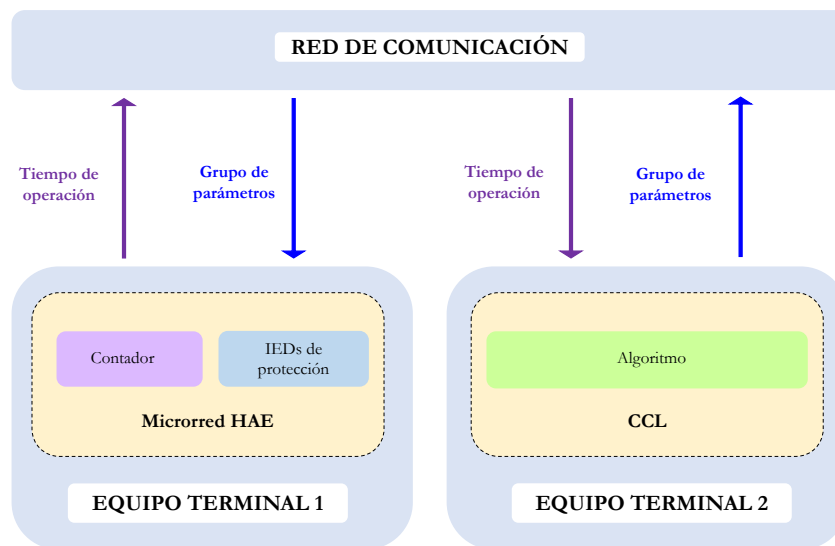 RED DE COMUNICACIÓN
Tiempo de
operación
Grupo de
parámetros
Tiempo de
operación
Grupo de
parámetros
Contador
IEDs de
protección
Microrred HAE
EQUIPO TERMINAL 1
Algoritmo
CCL
EQUIPO TERMINAL 2